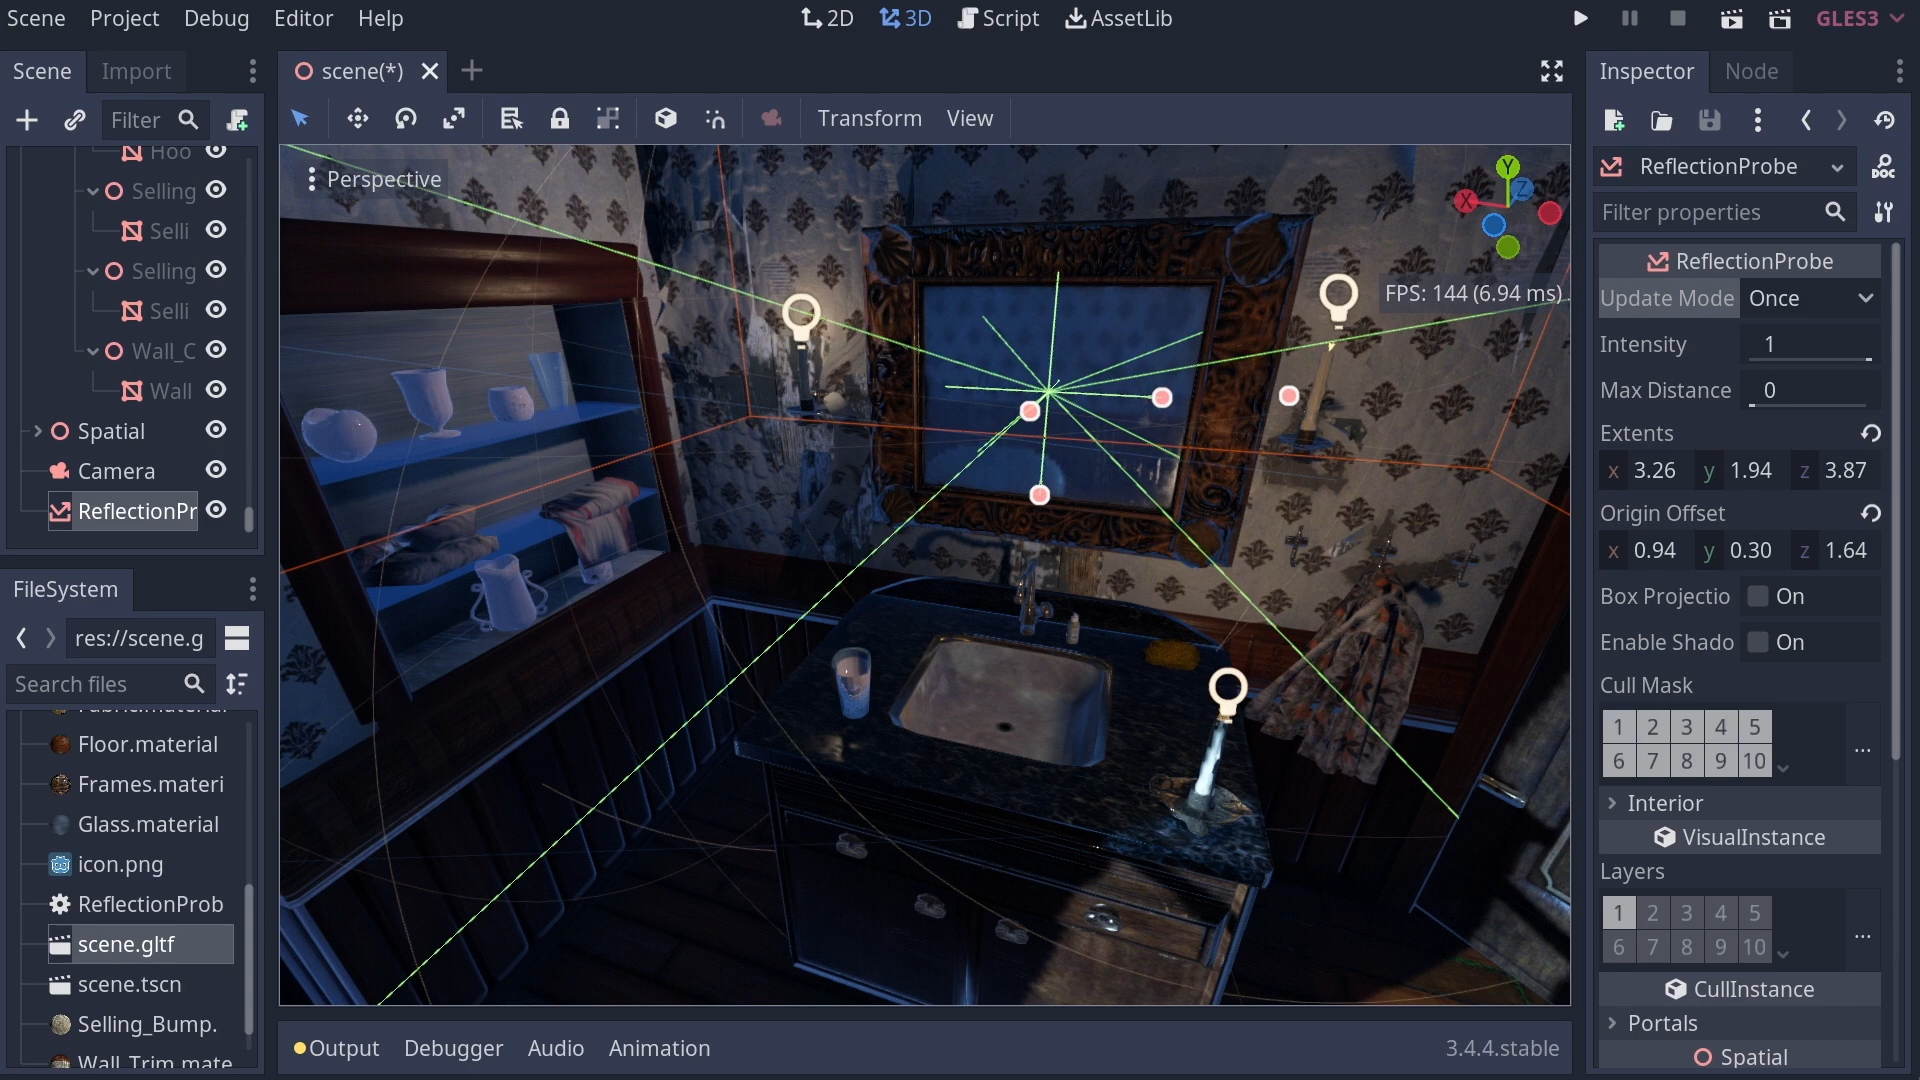 Scene Project Debug Editor Help
2D 3D Script AssetLib
GLES3
Scene Import
scene(*)
Inspector Node
Filter
Transform View
Hoo
Selling
Selli
Selling
Selli
Wall_C
Wall
Spatial
Camera
ReflectionPr
FileSystem
res://scene.g
Search files
Fabric.material
Floor.material
Frames.materi
Glass.material
icon.png
ReflectionProb
scene.gltf
scene.tscn
Selling_Bump.
Wall_Trim.mate
Perspective
Y
X
Z
FPS: 144 (6.94 ms)
Output Debugger Audio Animation
3.4.4.stable
ReflectionProbe
DOC
Filter properties
ReflectionProbe
Update Mode Once
Intensity 1
Max Distance 0
Extents
x 3.26 y 1.94 z 3.87
Origin Offset
x 0.94 y 0.30 z 1.64
Box Projectio On
Enable Shado On
Cull Mask
1 2 3 4 5
6 7 8 9 10
...
Interior
VisualInstance
Layers
1 2 3 4 5
6 7 8 9 10
...
CullInstance
Portals
Spatial